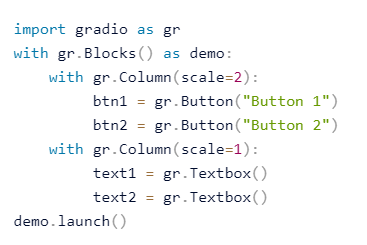 import gradio as gr
with gr.Blocks() as demo:
    with gr.Column(scale=2):
        btn1 = gr.Button("Button 1")
        btn2 = gr.Button("Button 2")
    with gr.Column(scale=1):
        text1 = gr.Textbox()
        text2 = gr.Textbox()
demo.launch()